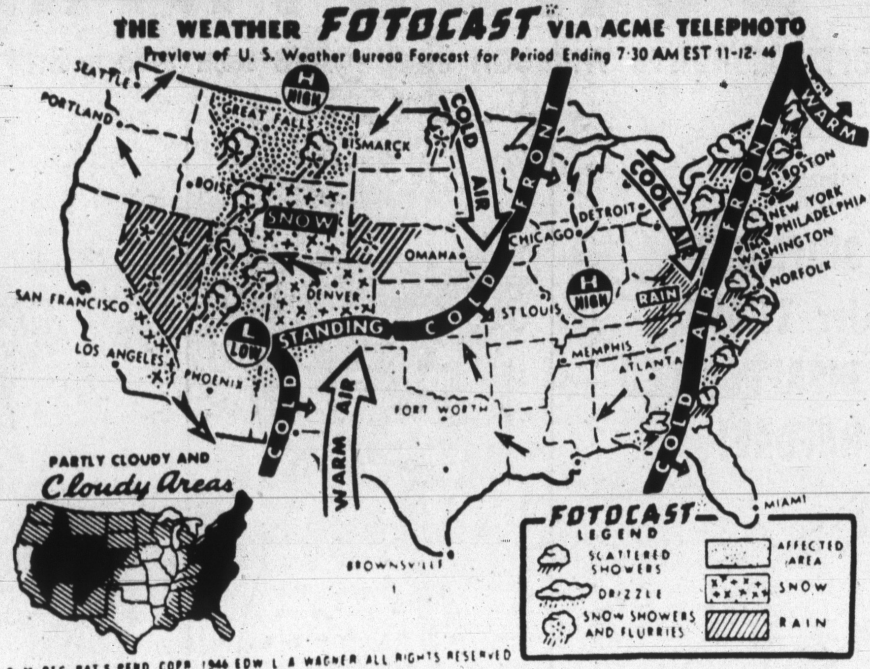 THE WEATHER FOTOCAST VIA ACME TELEPHOTO
Preview of U. S. Weather Bureau Forecast for Period Ending 7:30 AM EST 11-12-46
SEATTLE
PORTLAND
H
HIGH
GREAT FALLS
BISMARCK
COLD
AIR
COLD FRONT
WARM
BOISE
SNOW
OMAHA
CHICAGO
DETROIT
COOL
AIR
BOSTON
NEW YORK
PHILADELPHIA
WASHINGTON
NORFOLK
SAN FRANCISCO
DENVER
H
HIGH
RAIN
ST LOUIS
LOS ANGELES
L
LOW
STANDING
MEMPHIS
ATLANTA
PHOENIX
COLD
WARM AIR
FORT WORTH
COLD AIR FRONT
MIAMI
BROWNSVILLE
PARTLY CLOUDY AND
Cloudy Areas
FOTOCAST
LEGEND
SCATTERED
SHOWERS
DRIZZLE
SNOW SHOWERS
AND FLURRIES
AFFECTED
AREA
SNOW
RAIN
PAT'S PEND. COPR. 1946 EDW L A WAGNER ALL RIGHTS RESERVED